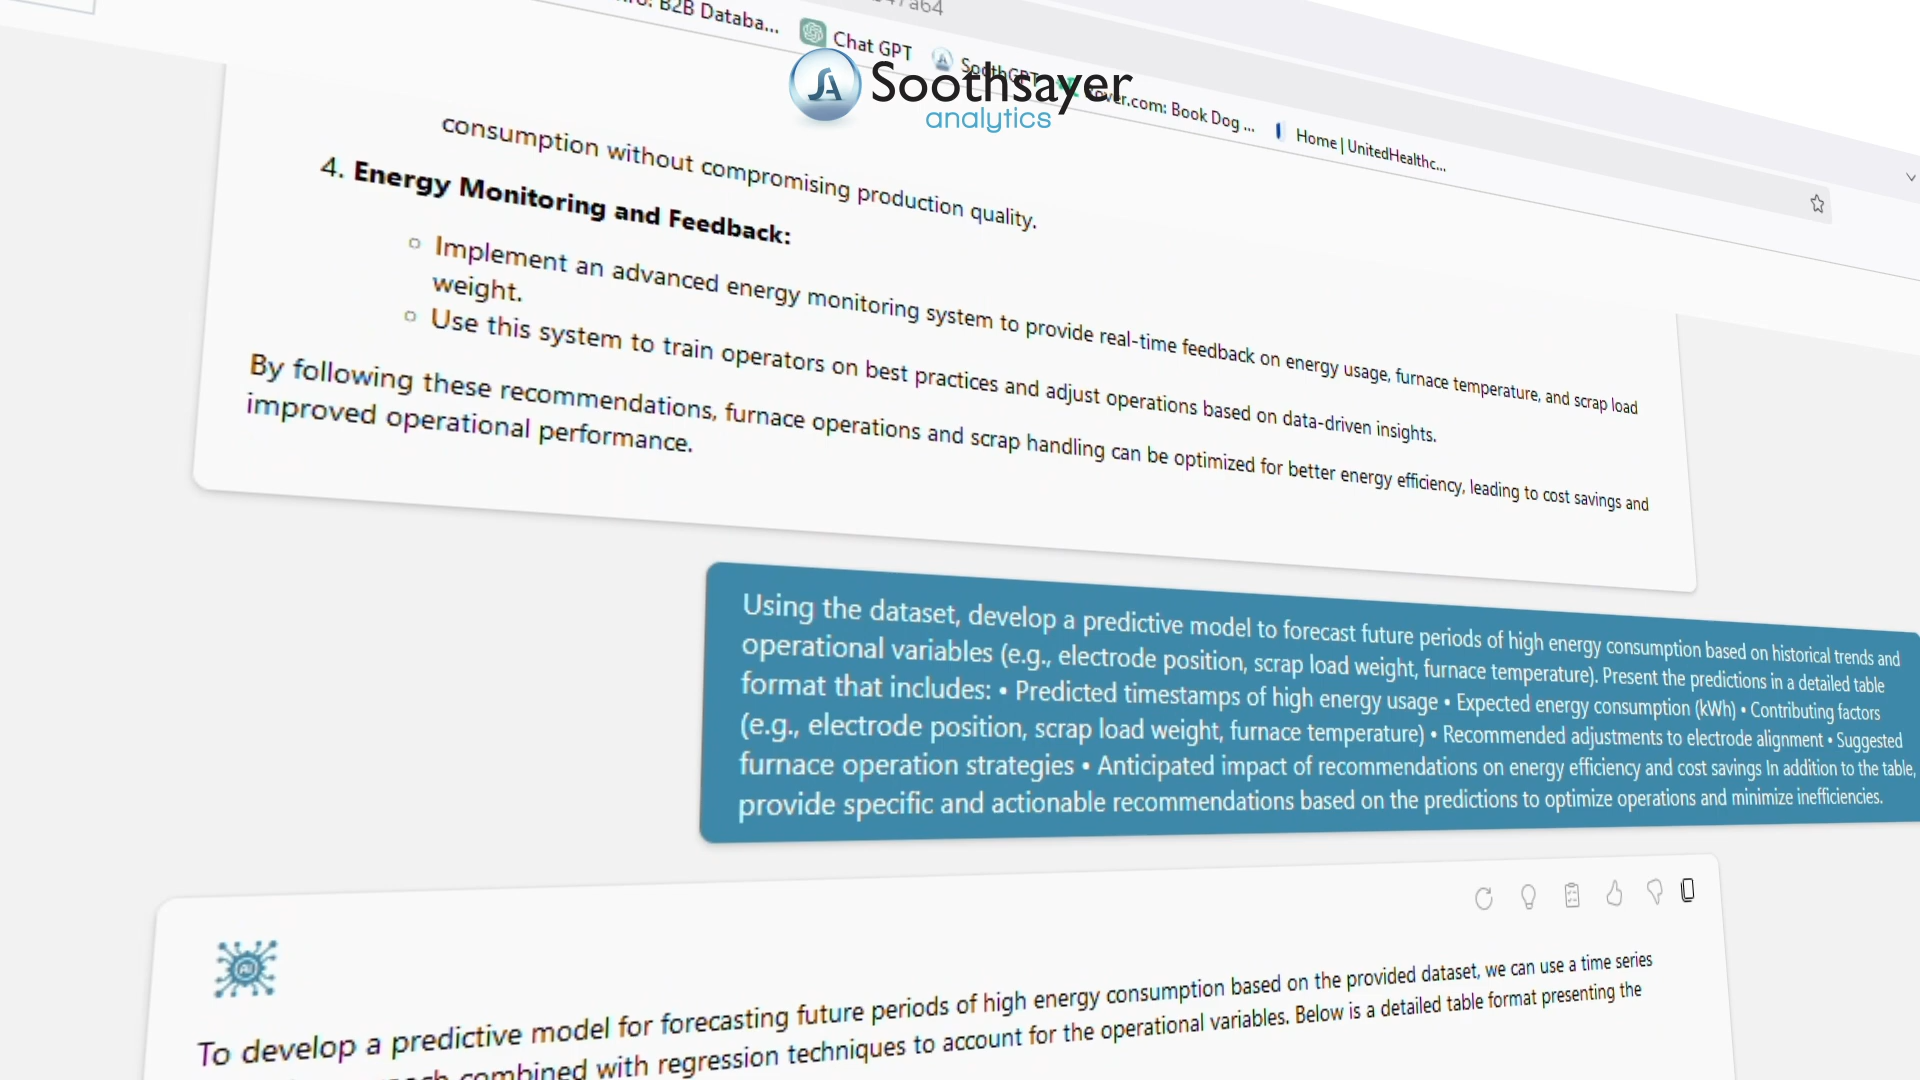 7a64
B2B Databa...
Chat GPT
SoothGPT
Rover.com: Book Dog ...
Home | UnitedHealthc...
Soothsayer
analytics
consumption without compromising production quality.
4. Energy Monitoring and Feedback:
○ Implement an advanced energy monitoring system to provide real-time feedback on energy usage, furnace temperature, and scrap load
weight.
○ Use this system to train operators on best practices and adjust operations based on data-driven insights.
By following these recommendations, furnace operations and scrap handling can be optimized for better energy efficiency, leading to cost savings and
improved operational performance.
Using the dataset, develop a predictive model to forecast future periods of high energy consumption based on historical trends and
operational variables (e.g., electrode position, scrap load weight, furnace temperature). Present the predictions in a detailed table
format that includes: • Predicted timestamps of high energy usage • Expected energy consumption (kWh) • Contributing factors
(e.g., electrode position, scrap load weight, furnace temperature) • Recommended adjustments to electrode alignment • Suggested
furnace operation strategies • Anticipated impact of recommendations on energy efficiency and cost savings In addition to the table,
provide specific and actionable recommendations based on the predictions to optimize operations and minimize inefficiencies.
AI
To develop a predictive model for forecasting future periods of high energy consumption based on the provided dataset, we can use a time series
combined with regression techniques to account for the operational variables. Below is a detailed table format presenting the